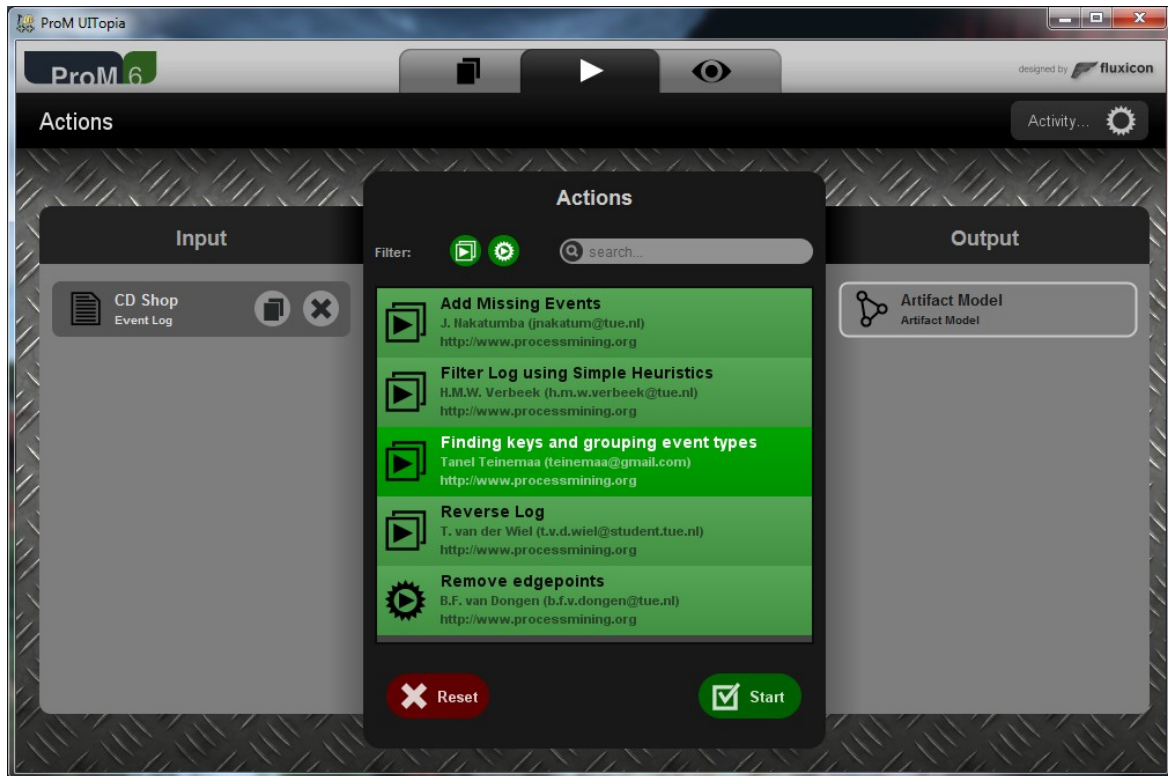 ProM UITopia
ProM 6
designed by fluxicon
Actions
Activity...
Actions
Input
Output
Filter:
search...
CD Shop
Event Log
Add Missing Events
J. Nakatumba (jnakatum@tue.nl)
http://www.processmining.org
Filter Log using Simple Heuristics
H.M.W. Verbeek (h.m.w.verbeek@tue.nl)
http://www.processmining.org
Finding keys and grouping event types
Tanel Teinemaa (teinemaa@gmail.com)
http://www.processmining.org
Reverse Log
T. van der Wiel (t.v.d.wiel@student.tue.nl)
http://www.processmining.org
Remove edgepoints
B.F. van Dongen (b.f.v.dongen@tue.nl)
http://www.processmining.org
Artifact Model
Artifact Model
Reset
Start